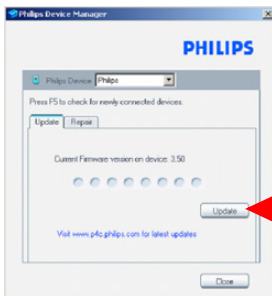 Philips Device Manager
PHILIPS
Philips Device Philips
Press F5 to check for newly connected devices.
Update Repair
Current Firmware version on device: 3.50
Update
Visit www.p4c.philips.com for latest updates
Close